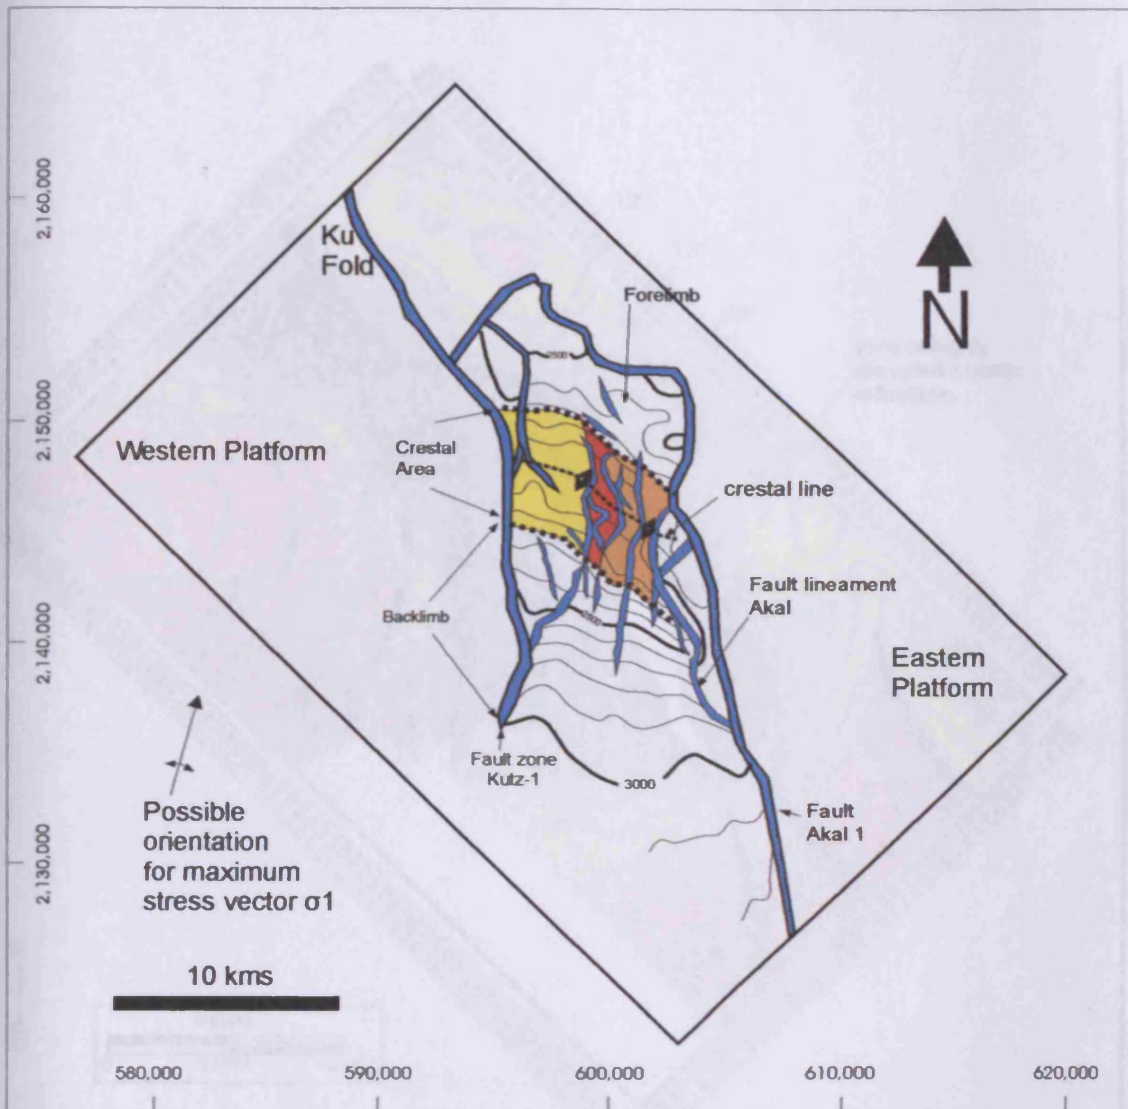 2,160,000
2,150,000
2,140,000
2,130,000
Ku
Fold
Forelimb
N
2500
Western Platform
Crestal
Area
crestal line
Fault lineament
Akal
Backlimb
2500
Eastern
Platform
Fault zone
Kutz-1
3000
Possible
orientation
for maximum
stress vector σ1
Fault
Akal 1
10 kms
580,000
590,000
600,000
610,000
620,000